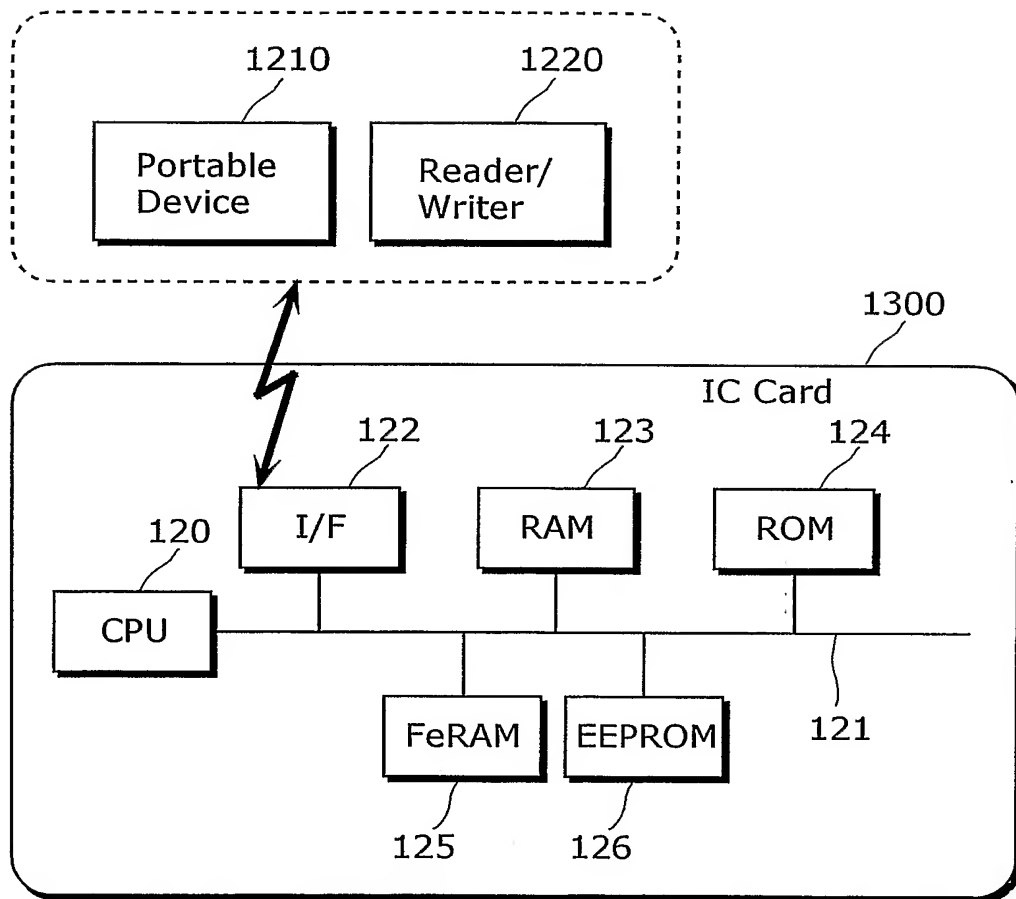 1210
1220
Portable
Device
Reader/
Writer
1300
IC Card
122
123
124
I/F
RAM
ROM
120
CPU
FeRAM
EEPROM
121
125
126